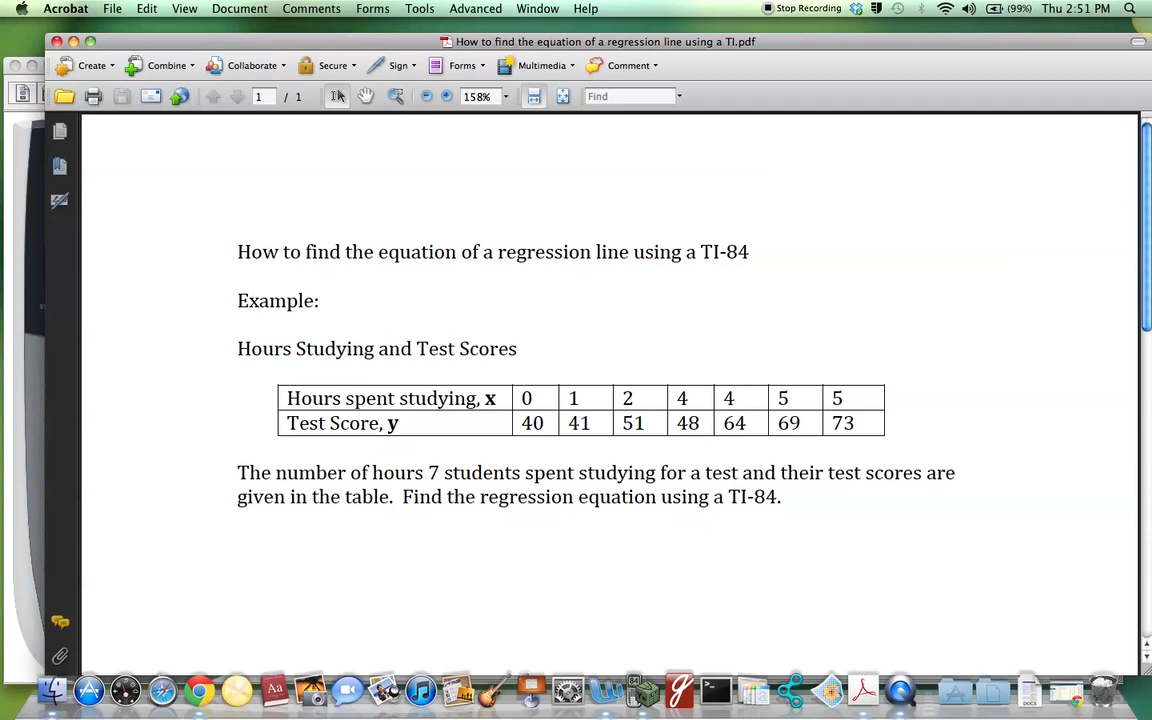 Acrobat File Edit View Document Comments Forms Tools Advanced Window Help Stop Recording (99%) Thu 2:51 PM
How to find the equation of a regression line using a TI.pdf
Create Combine Collaborate Secure Sign Forms Multimedia Comment
1 / 1 158% Find
How to find the equation of a regression line using a TI-84
Example:
Hours Studying and Test Scores
Hours spent studying, x 0 1 2 4 4 5 5
Test Score, y 40 41 51 48 64 69 73
The number of hours 7 students spent studying for a test and their test scores are
given in the table. Find the regression equation using a TI-84.